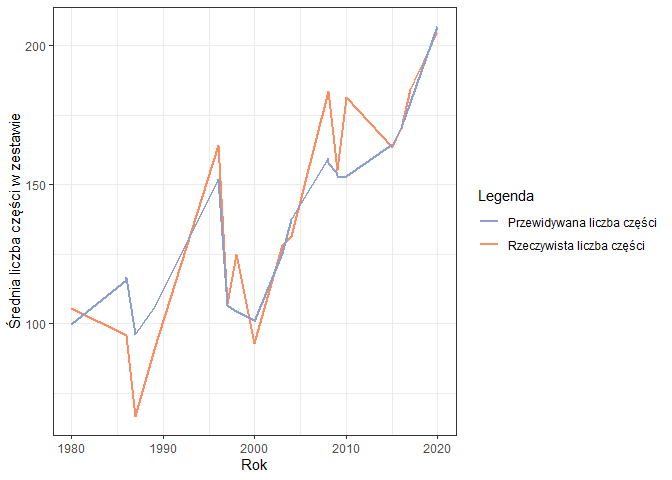 200
150
100
Średnia liczba części w zestawie
1980
1990
2000
2010
2020
Rok
Legenda
Przewidywana liczba części
Rzeczywista liczba części